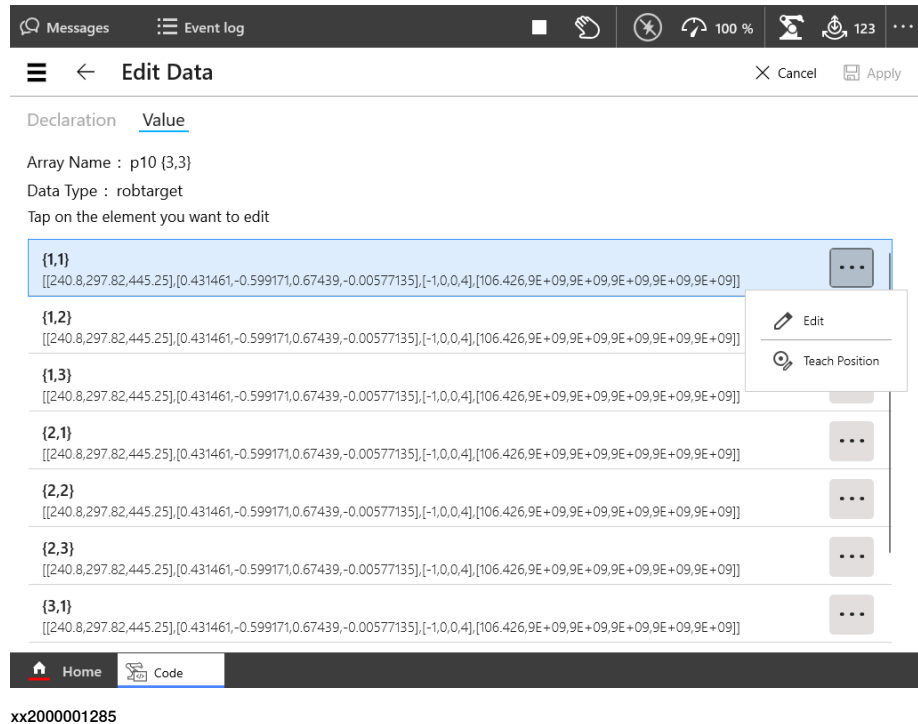 Messages Event log 100 % 123
Edit Data Cancel Apply
Declaration Value
Array Name : p10 {3,3}
Data Type : robtarget
Tap on the element you want to edit
{1,1}
[[240.8,297.82,445.25],[0.431461,-0.599171,0.67439,-0.00577135],[-1,0,0,4],[106.426,9E+09,9E+09,9E+09,9E+09,9E+09]]
{1,2}
[[240.8,297.82,445.25],[0.431461,-0.599171,0.67439,-0.00577135],[-1,0,0,4],[106.426,9E+09,9E+09,9E+09,9E+09,9E+09]]
Edit
{1,3}
[[240.8,297.82,445.25],[0.431461,-0.599171,0.67439,-0.00577135],[-1,0,0,4],[106.426,9E+09,9E+09,9E+09,9E+09,9E+09]]
Teach Position
{2,1}
[[240.8,297.82,445.25],[0.431461,-0.599171,0.67439,-0.00577135],[-1,0,0,4],[106.426,9E+09,9E+09,9E+09,9E+09,9E+09]]
{2,2}
[[240.8,297.82,445.25],[0.431461,-0.599171,0.67439,-0.00577135],[-1,0,0,4],[106.426,9E+09,9E+09,9E+09,9E+09,9E+09]]
{2,3}
[[240.8,297.82,445.25],[0.431461,-0.599171,0.67439,-0.00577135],[-1,0,0,4],[106.426,9E+09,9E+09,9E+09,9E+09,9E+09]]
{3,1}
[[240.8,297.82,445.25],[0.431461,-0.599171,0.67439,-0.00577135],[-1,0,0,4],[106.426,9E+09,9E+09,9E+09,9E+09,9E+09]]
Home Code
xx2000001285